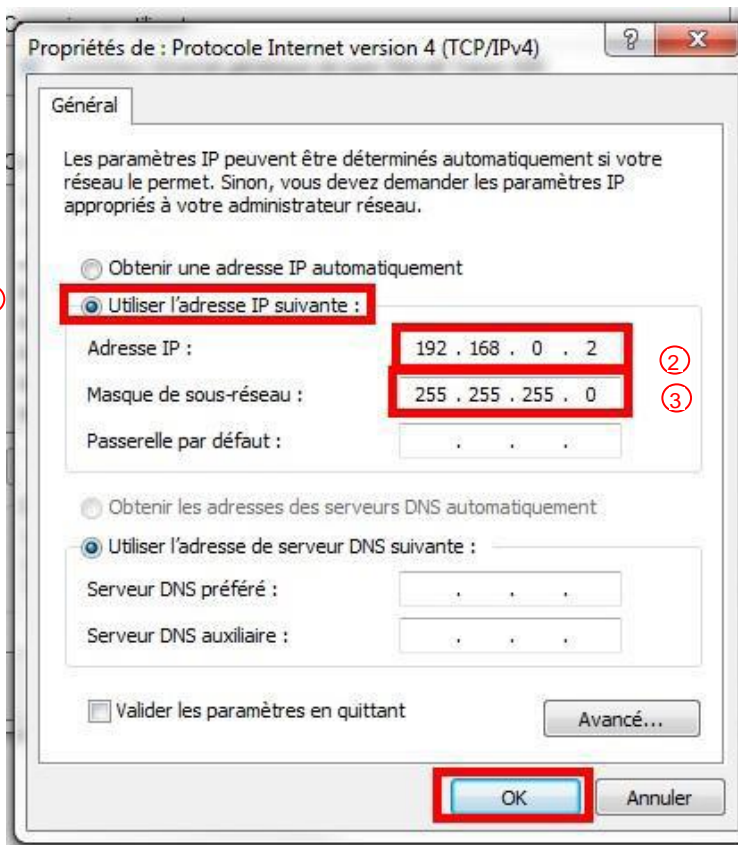 Propriétés de : Protocole Internet version 4 (TCP/IPv4)
?
X
Général
Les paramètres IP peuvent être déterminés automatiquement si votre
réseau le permet. Sinon, vous devez demander les paramètres IP
appropriés à votre administrateur réseau.
Obtenir une adresse IP automatiquement
Utiliser l'adresse IP suivante :
Adresse IP : 192 . 168 . 0 . 2
②
Masque de sous-réseau : 255 . 255 . 255 . 0
③
Passerelle par défaut : . . .
Obtenir les adresses des serveurs DNS automatiquement
Utiliser l'adresse de serveur DNS suivante :
Serveur DNS préféré : . . .
Serveur DNS auxiliaire : . . .
Valider les paramètres en quittant
Avancé...
OK
Annuler